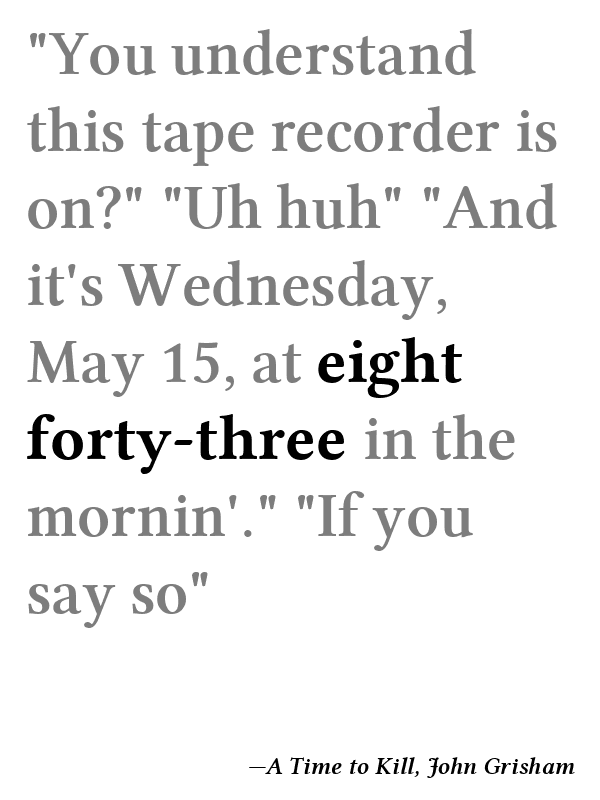 "You understand
this tape recorder is
on?" "Uh huh" "And
it's Wednesday,
May 15, at eight
forty-three in the
mornin'." "If you
say so"
—A Time to Kill, John Grisham